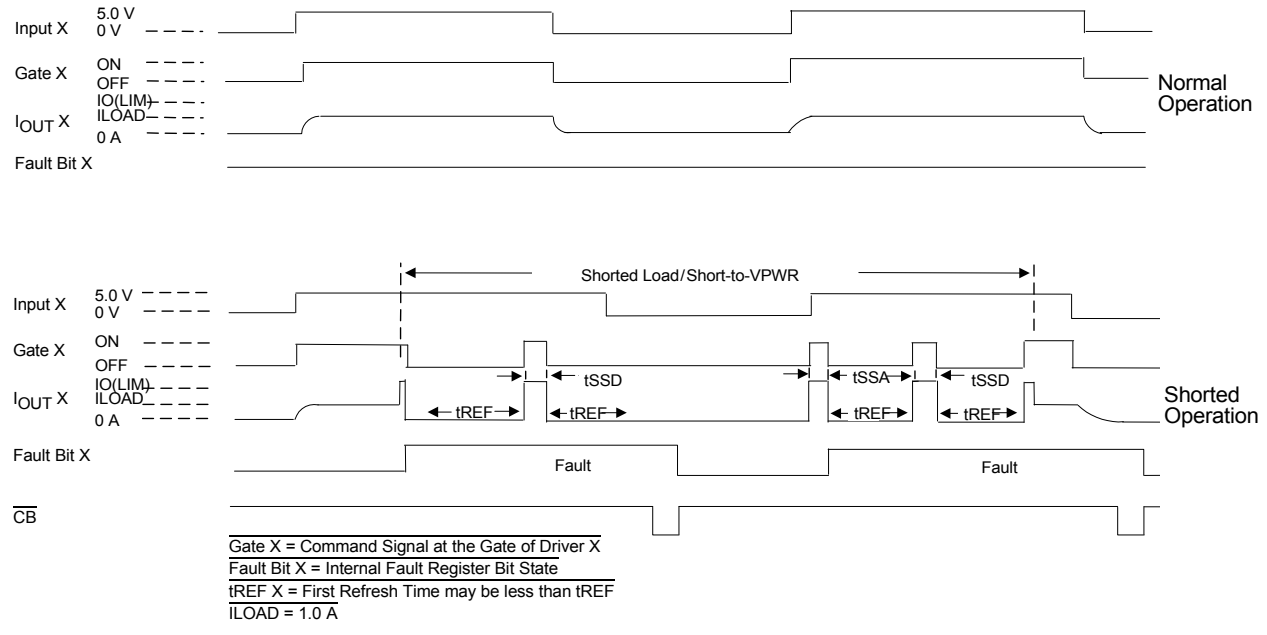 5.0 V
Input X 0 V
Gate X ON
OFF
IO(LIM)
IOUT X ILOAD
0 A
Fault Bit X
Normal
Operation
Shorted Load/Short-to-VPWR
Input X 5.0 V
0 V
Gate X ON
OFF
IO(LIM)
IOUT X ILOAD
0 A
tSSD tSSA tSSD
tREF tREF tREF tREF
Shorted
Operation
Fault Bit X Fault Fault
CB
Gate X = Command Signal at the Gate of Driver X
Fault Bit X = Internal Fault Register Bit State
tREF X = First Refresh Time may be less than tREF
ILOAD = 1.0 A